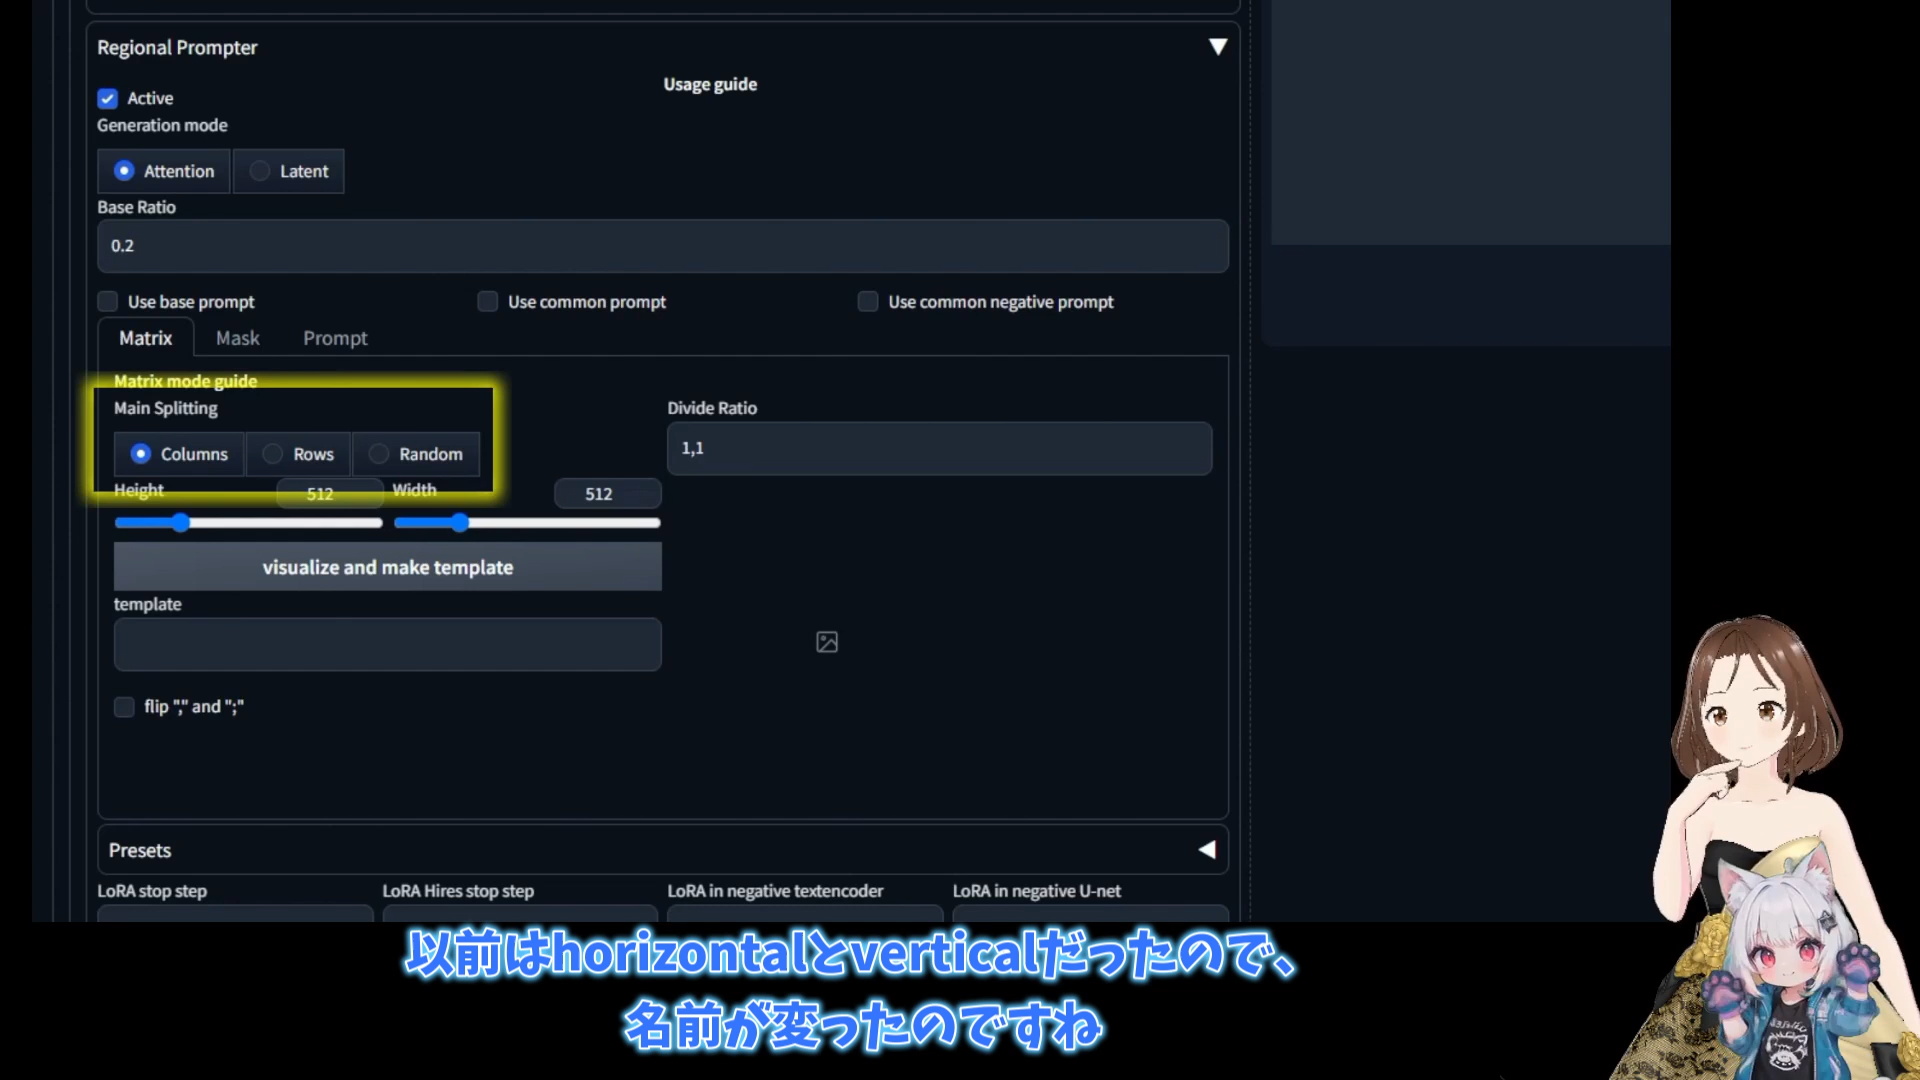 Regional Prompter
Usage guide
Active
Generation mode
Attention
Latent
Base Ratio
0.2
Use base prompt
Use common prompt
Use common negative prompt
Matrix
Mask
Prompt
Matrix mode guide
Main Splitting
Divide Ratio
Columns
Rows
Random
1,1
Height
512
Width
512
visualize and make template
template
flip "," and ";"
Presets
LoRA stop step
LoRA Hires stop step
LoRA in negative textencoder
LoRA in negative U-net
以前はhorizontalとverticalだったので、
名前が変ったのですね